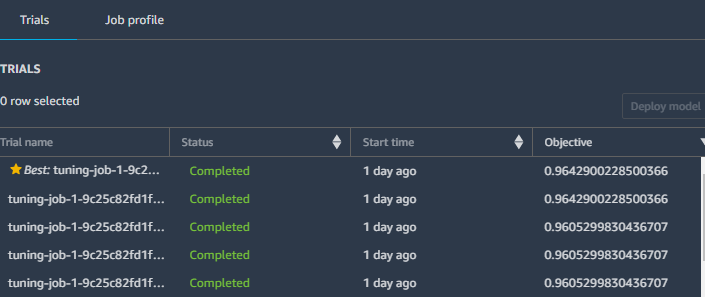 Trials Job profile
TRIALS
0 row selected
Deploy model
Trial name Status Start time Objective
Best: tuning-job-1-9c2... Completed 1 day ago 0.9642900228500366
tuning-job-1-9c25c82fd1f... Completed 1 day ago 0.9642900228500366
tuning-job-1-9c25c82fd1f... Completed 1 day ago 0.9605299830436707
tuning-job-1-9c25c82fd1f... Completed 1 day ago 0.9605299830436707
tuning-job-1-9c25c82fd1f... Completed 1 day ago 0.9605299830436707